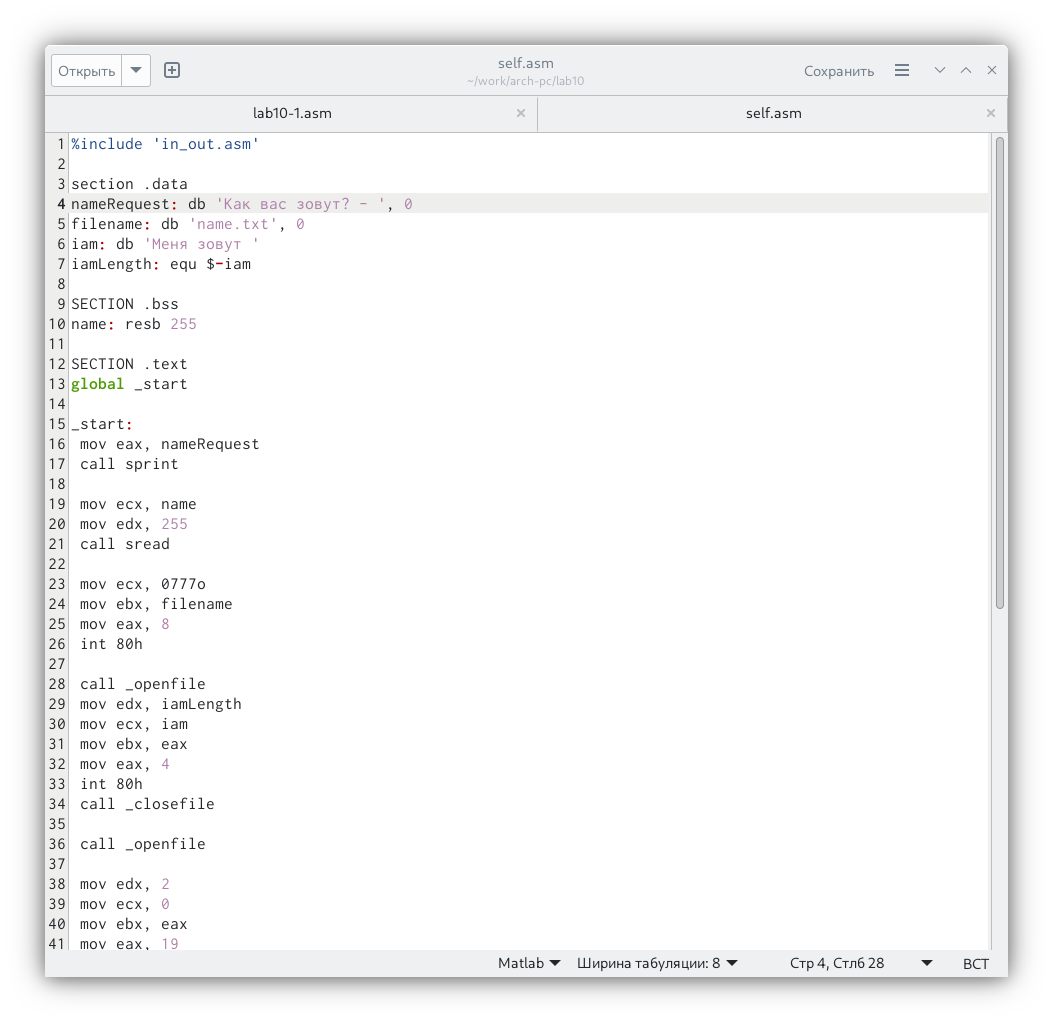 Открыть
self.asm
~/work/arch-pc/lab10
Сохранить
lab10-1.asm
self.asm
1 %include 'in_out.asm'
2
3 section .data
4 nameRequest: db 'Как вас зовут? - ', 0
5 filename: db 'name.txt', 0
6 iam: db 'Меня зовут '
7 iamLength: equ $-iam
8
9 SECTION .bss
10 name: resb 255
11
12 SECTION .text
13 global _start
14
15 _start:
16 mov eax, nameRequest
17 call sprint
18
19 mov ecx, name
20 mov edx, 255
21 call sread
22
23 mov ecx, 0777o
24 mov ebx, filename
25 mov eax, 8
26 int 80h
27
28 call _openfile
29 mov edx, iamLength
30 mov ecx, iam
31 mov ebx, eax
32 mov eax, 4
33 int 80h
34 call _closefile
35
36 call _openfile
37
38 mov edx, 2
39 mov ecx, 0
40 mov ebx, eax
41 mov eax, 19
Matlab Ширина табуляции: 8 Стр 4, Стлб 28 ВСТ